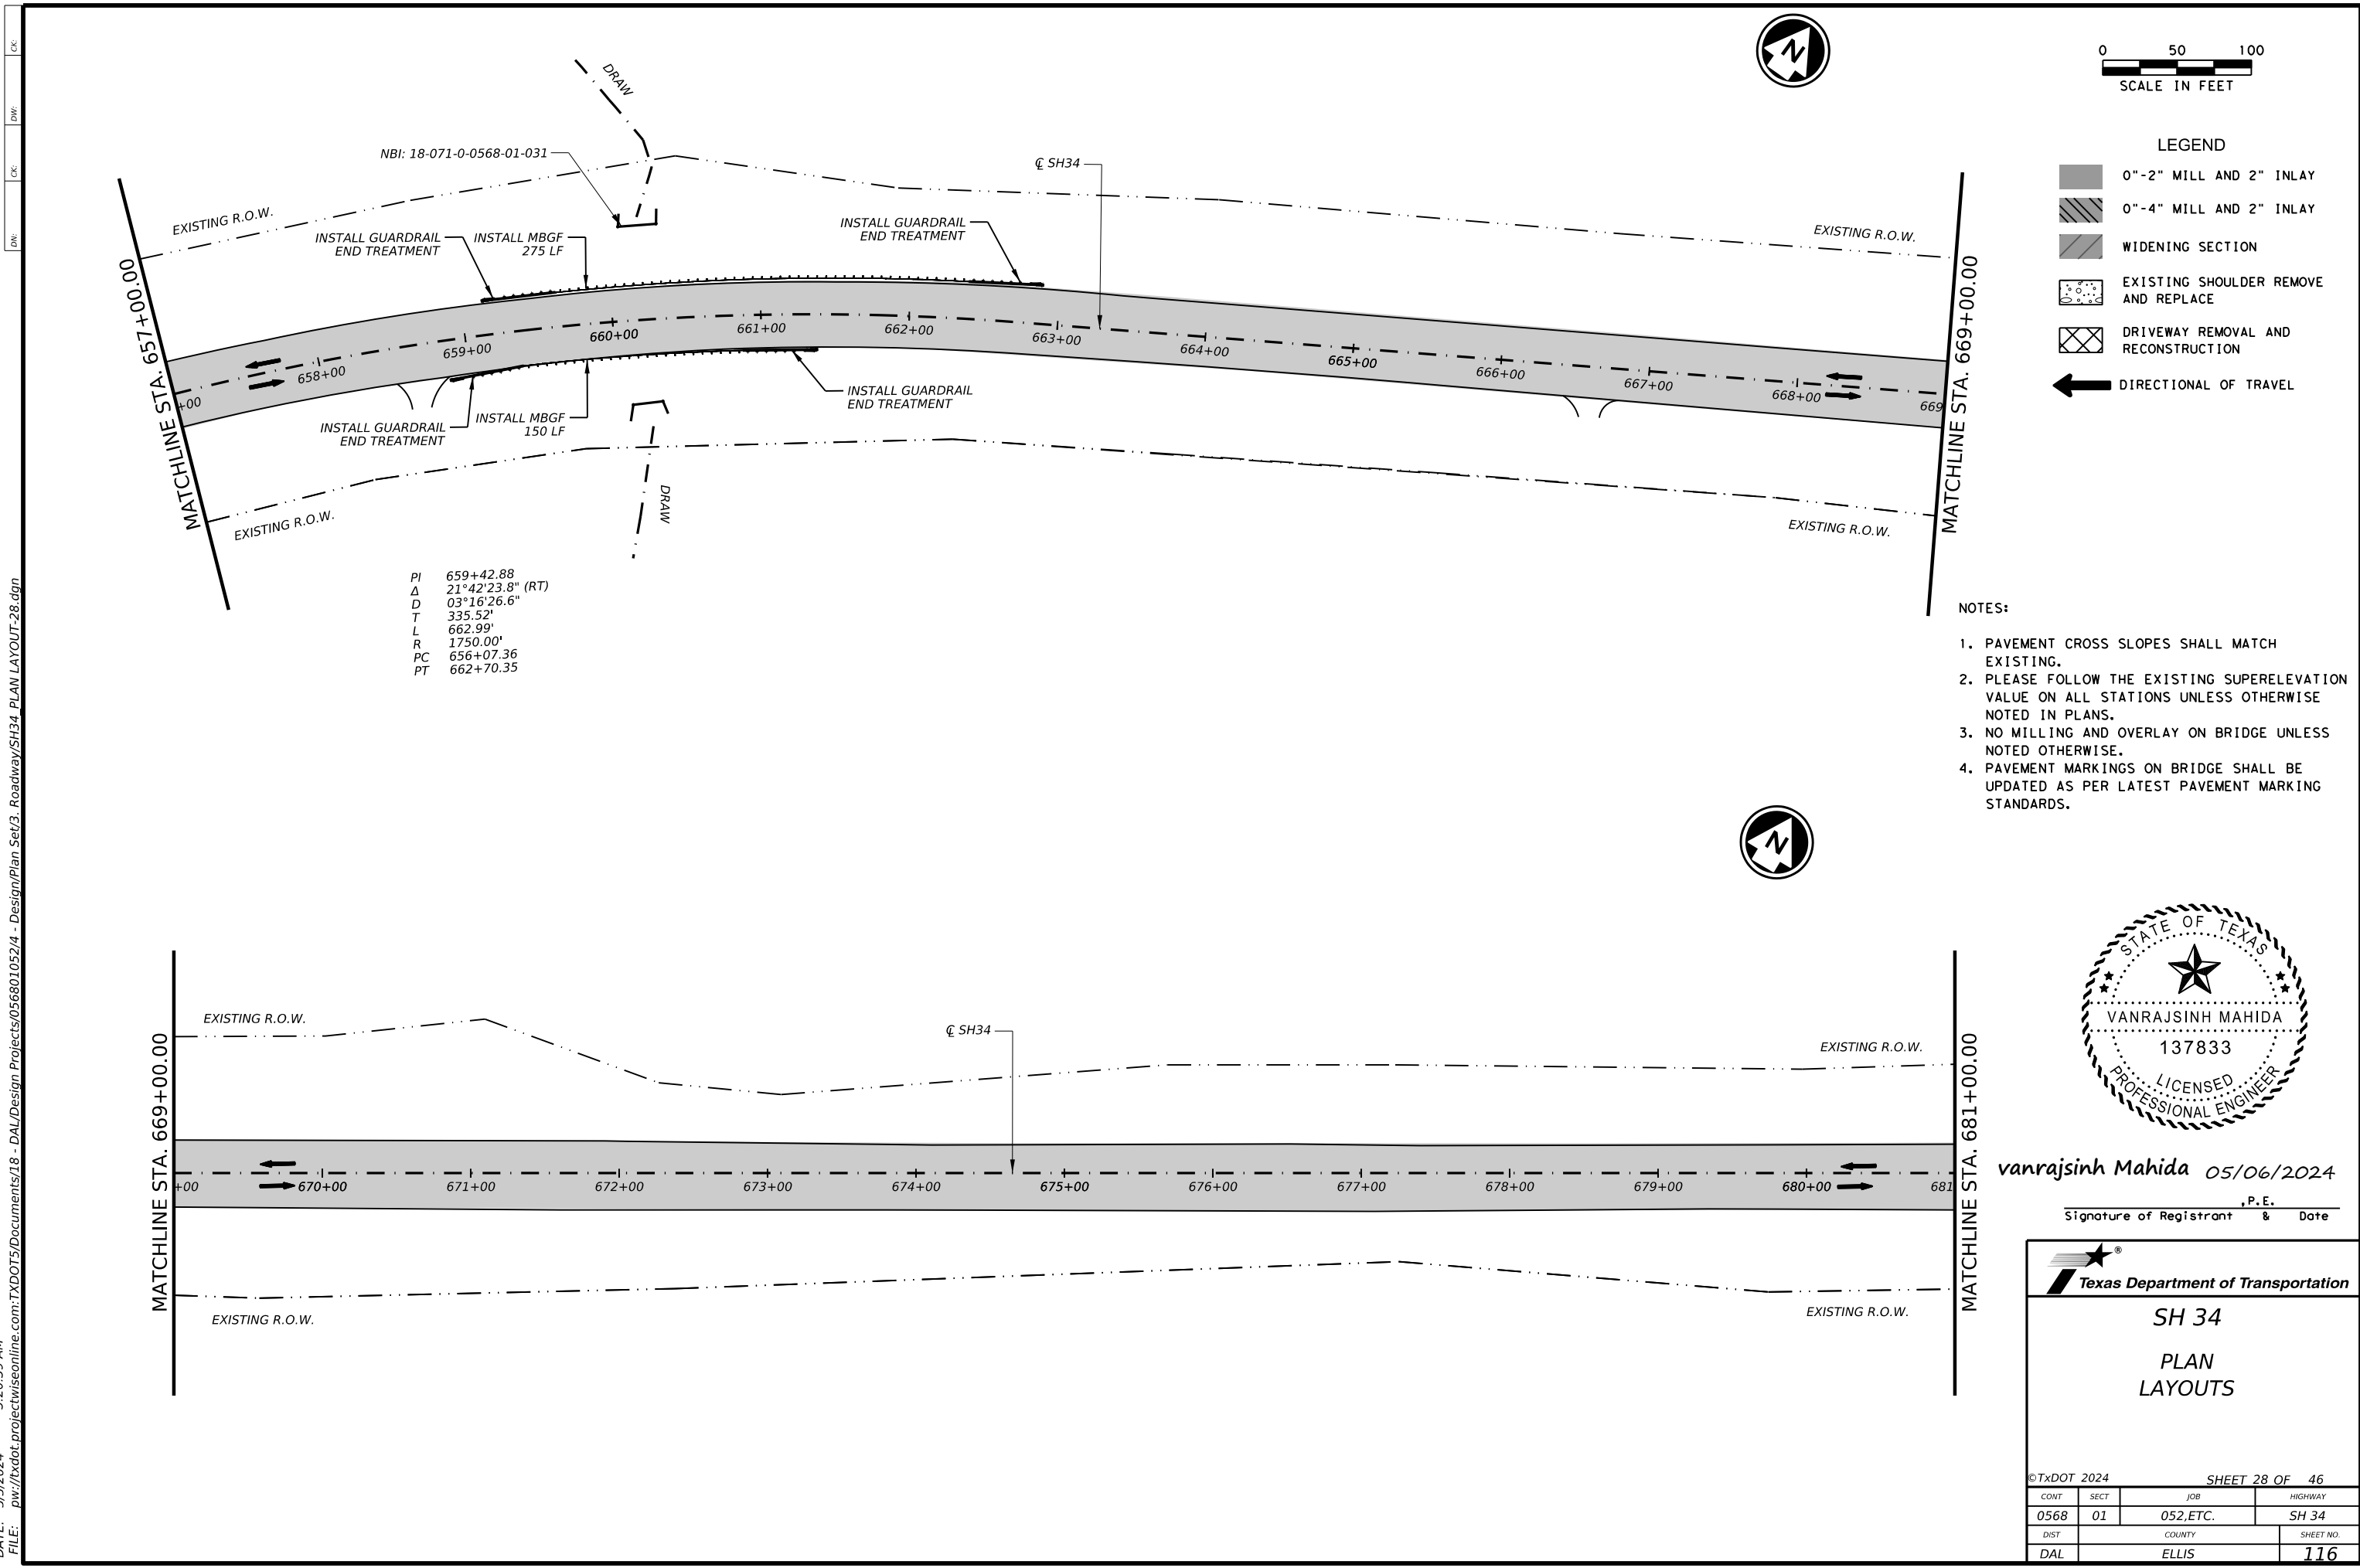 CK:
DW:
CK:
DN:
DRAW
NBI: 18-071-0-0568-01-031
℄ SH34
EXISTING R.O.W.
INSTALL GUARDRAIL
END TREATMENT
INSTALL MBGF
275 LF
INSTALL GUARDRAIL
END TREATMENT
EXISTING R.O.W.
MATCHLINE STA. 657+00.00
+00
658+00
659+00
660+00
661+00
662+00
663+00
664+00
665+00
666+00
667+00
668+00
669
MATCHLINE STA. 669+00.00
INSTALL GUARDRAIL
END TREATMENT
INSTALL MBGF
150 LF
INSTALL GUARDRAIL
END TREATMENT
DRAW
EXISTING R.O.W.
EXISTING R.O.W.
PI 659+42.88
Δ 21°42'23.8" (RT)
D 03°16'26.6"
T 335.52'
L 662.99'
R 1750.00'
PC 656+07.36
PT 662+70.35
N
0 50 100
SCALE IN FEET
LEGEND
0"-2" MILL AND 2" INLAY
0"-4" MILL AND 2" INLAY
WIDENING SECTION
EXISTING SHOULDER REMOVE
AND REPLACE
DRIVEWAY REMOVAL AND
RECONSTRUCTION
DIRECTIONAL OF TRAVEL
NOTES:
1. PAVEMENT CROSS SLOPES SHALL MATCH
EXISTING.
2. PLEASE FOLLOW THE EXISTING SUPERELEVATION
VALUE ON ALL STATIONS UNLESS OTHERWISE
NOTED IN PLANS.
3. NO MILLING AND OVERLAY ON BRIDGE UNLESS
NOTED OTHERWISE.
4. PAVEMENT MARKINGS ON BRIDGE SHALL BE
UPDATED AS PER LATEST PAVEMENT MARKING
STANDARDS.
N
EXISTING R.O.W.
℄ SH34
EXISTING R.O.W.
MATCHLINE STA. 669+00.00
+00
670+00
671+00
672+00
673+00
674+00
675+00
676+00
677+00
678+00
679+00
680+00
681
MATCHLINE STA. 681+00.00
EXISTING R.O.W.
EXISTING R.O.W.
STATE OF TEXAS
VANRAJSINH MAHIDA
137833
LICENSED
PROFESSIONAL ENGINEER
vanrajsinh Mahida 05/06/2024
,P.E.
Signature of Registrant & Date
®
Texas Department of Transportation
SH 34
PLAN
LAYOUTS
©TxDOT 2024 SHEET 28 OF 46
CONT SECT JOB HIGHWAY
0568 01 052,ETC. SH 34
DIST COUNTY SHEET NO.
DAL ELLIS 116
FILE: pw://txdot.projectwiseonline.com:TXDOT5/Documents/18 - DAL/Design Projects/056801052/4 - Design/Plan Set/3. Roadway/SH34_PLAN LAYOUT-28.dgn